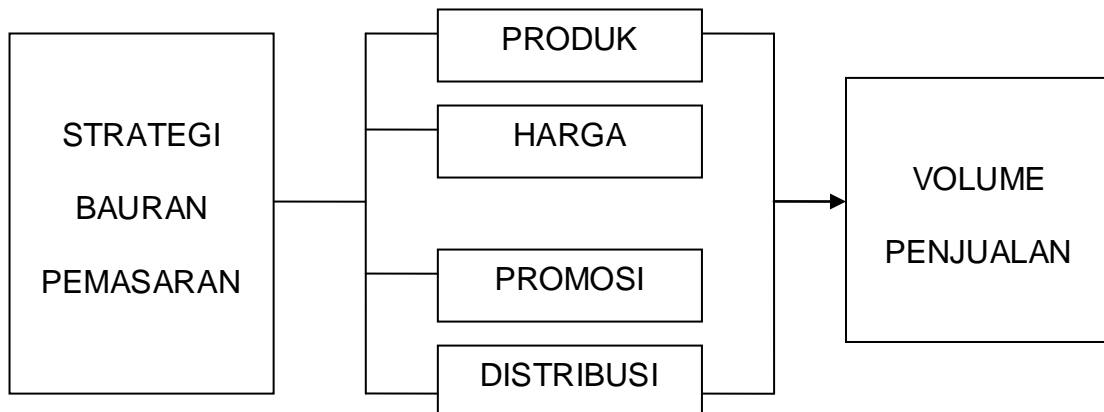 STRATEGI
BAURAN
PEMASARAN
PRODUK
HARGA
PROMOSI
DISTRIBUSI
VOLUME
PENJUALAN